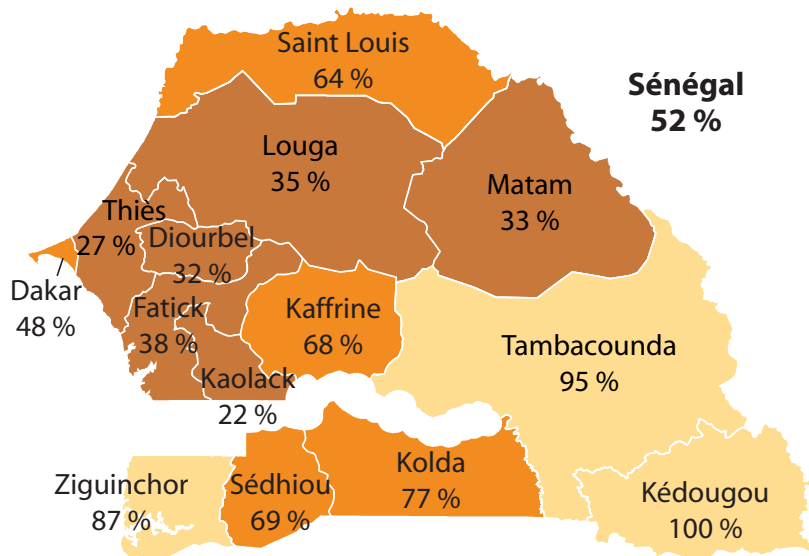 Saint Louis
64 %
Sénégal
52 %
Louga
35 %
Matam
33 %
Thiès
27 %
Diourbel
32 %
Dakar
48 %
Fatick
38 %
Kaffrine
68 %
Tambacounda
95 %
Kaolack
22 %
Ziguinchor
87 %
Sédhiou
69 %
Kolda
77 %
Kédougou
100 %